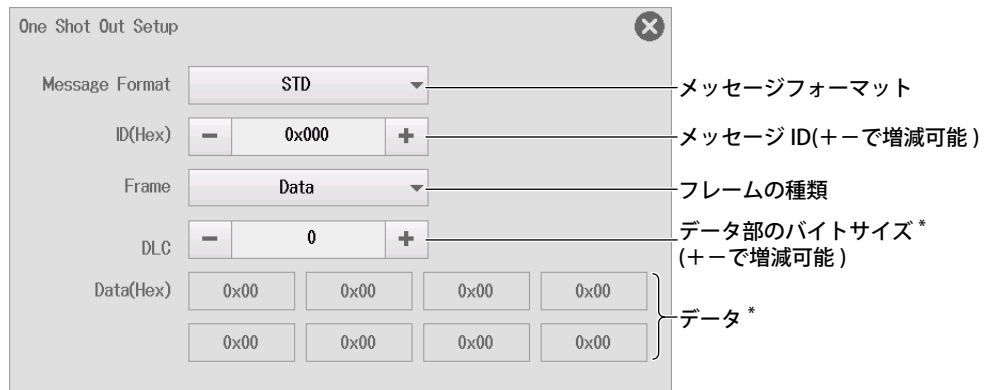 One Shot Out Setup
Message Format STD メッセージフォーマット
ID(Hex) − 0x000 + メッセージ ID(＋−で増減可能 )
Frame Data フレームの種類
DLC − 0 + データ部のバイトサイズ *
(＋−で増減可能 )
Data(Hex) 0x00 0x00 0x00 0x00
データ *
0x00 0x00 0x00 0x00